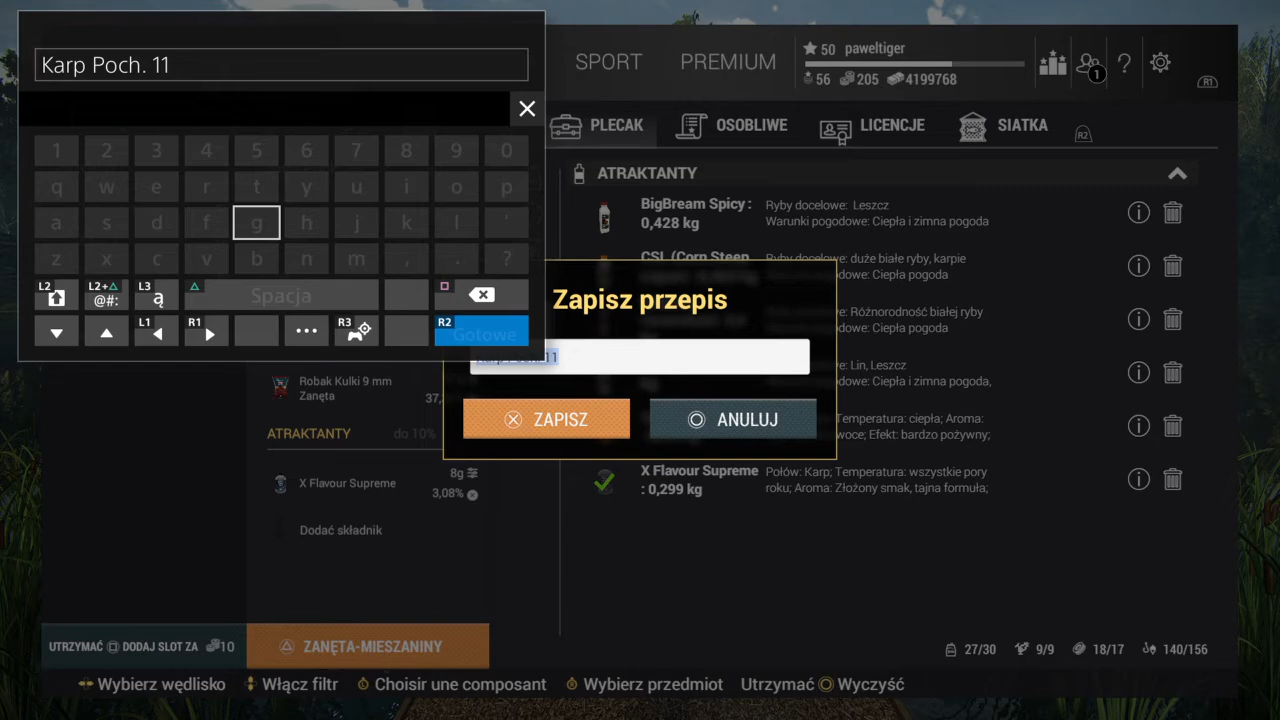 Karp Poch. 11
SPORT
PREMIUM
50 paweltiger
56 205 4199768
1
?
R1
PLECAK
OSOBLIWE
LICENCJE
SIATKA
R2
1 2 3 4 5 6 7 8 9 0
q w e r t y u i o p
a s d f g h j k l '
z x c v b n m , . ?
L2 L2+△ @#: L3 ą △ Spacja □
L1 R1 ... R3 R2 Gotowe
ATRAKTANTY
BigBream Spicy :
0,428 kg
Ryby docelowe: Leszcz
Warunki pogodowe: Ciepła i zimna pogoda
CSL (Corn Steep
Ryby docelowe: duże białe ryby, karpie
Ciepła pogoda
Różnorodność białej ryby
Ciepła pogoda
Lin, Leszcz
Ciepła i zimna pogoda,
Temperatura: ciepła; Aroma:
Efekt: bardzo pożywny;
X Flavour Supreme
: 0,299 kg
Połów: Karp; Temperatura: wszystkie pory
roku; Aroma: Złożony smak, tajna formuła;
Zapisz przepis
ZAPISZ
ANULUJ
Robak Kulki 9 mm
Zanęta
37,
ATRAKTANTY do 10%
X Flavour Supreme
8g
3,08%
Dodać składnik
UTRZYMAĆ DODAJ SLOT ZA 10
ZANĘTA-MIESZANINY
27/30 9/9 18/17 140/156
Wybierz wędlisko Włącz filtr Choisir une composant Wybierz przedmiot Utrzymać Wyczyść